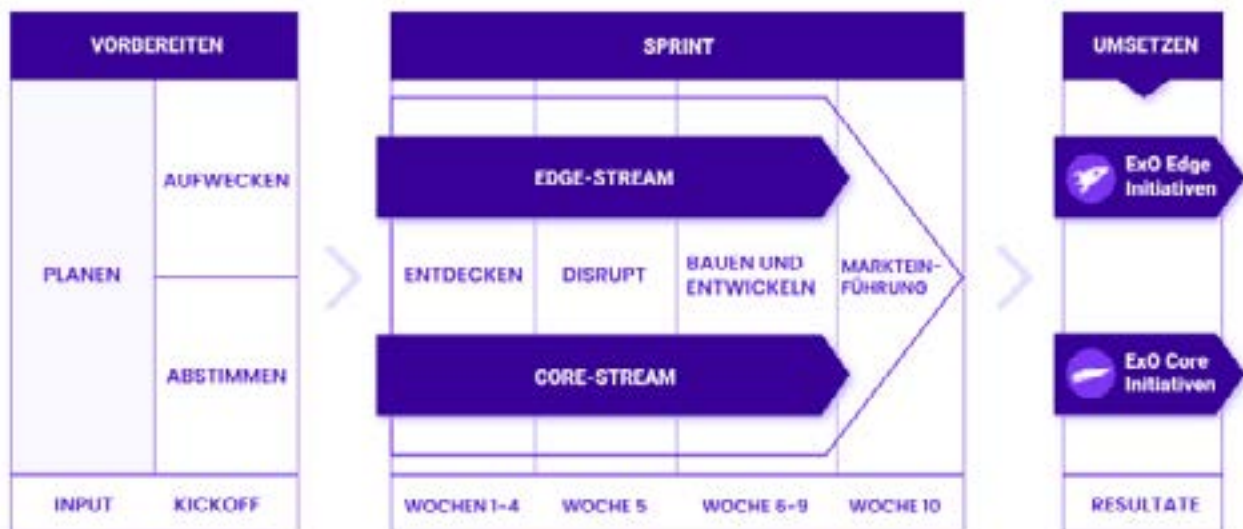 VORBEREITEN
SPRINT
UMSETZEN
AUFWECKEN
EDGE-STREAM
ExO Edge
Initiativen
PLANEN
ENTDECKEN
DISRUPT
BAUEN UND
ENTWICKELN
MARKTEIN-
FÜHRUNG
ABSTIMMEN
CORE-STREAM
ExO Core
Initiativen
INPUT
KICKOFF
WOCHEN 1-4
WOCHE 5
WOCHE 6-9
WOCHE 10
RESULTATE